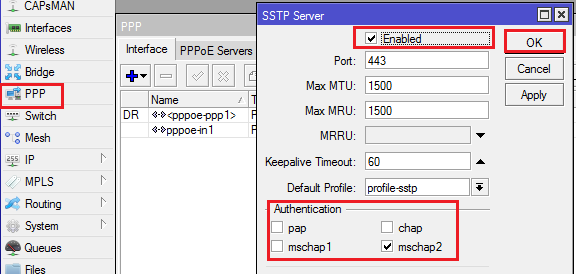 CAPsMAN
Interfaces
Wireless
Bridge
PPP
Switch
Mesh
255 IP
MPLS
Routing
System
Queues
Files
PPP
Interface PPPoE Servers
Name
DR <pppoe-ppp1>
pppoe-in1
SSTP Server
Enabled
Port: 443
Max MTU: 1500
Max MRU: 1500
MRRU:
Keepalive Timeout: 60
Default Profile: profile-sstp
Authentication
pap chap
mschap1 mschap2
OK
Cancel
Apply